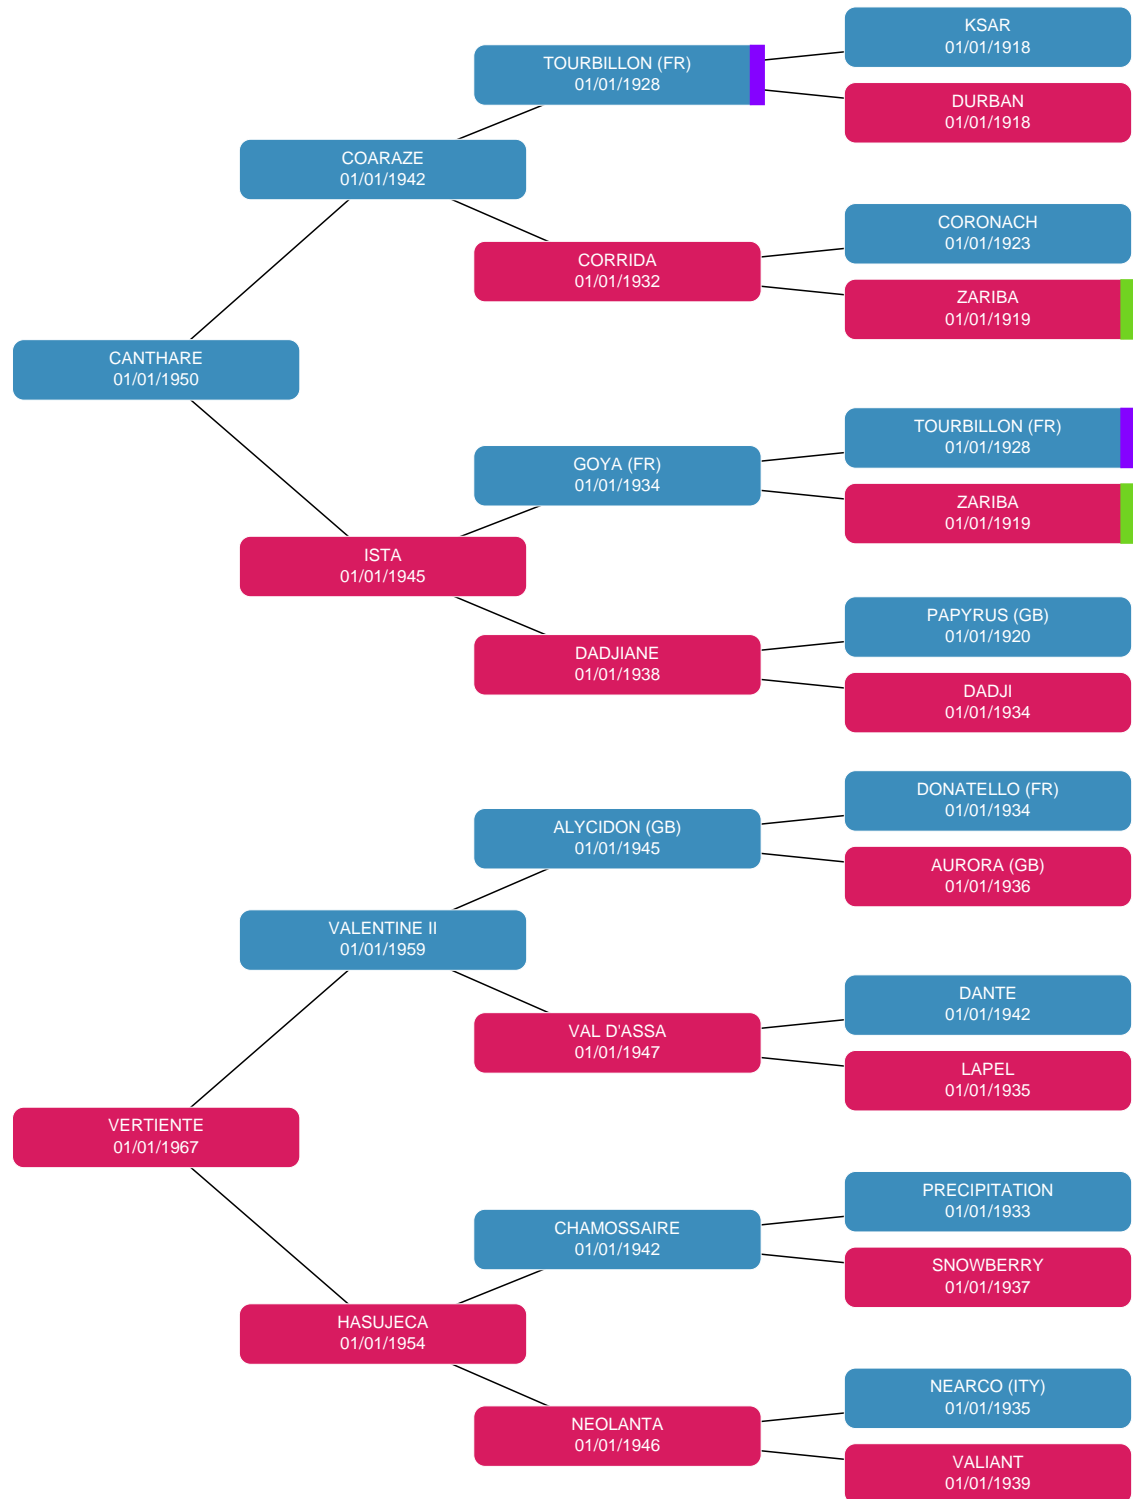 KSAR
01/01/1918
TOURBILLON (FR)
01/01/1928
DURBAN
01/01/1918
COARAZE
01/01/1942
CORONACH
01/01/1923
CORRIDA
01/01/1932
ZARIBA
01/01/1919
CANTHARE
01/01/1950
TOURBILLON (FR)
01/01/1928
GOYA (FR)
01/01/1934
ZARIBA
01/01/1919
ISTA
01/01/1945
PAPYRUS (GB)
01/01/1920
DADJIANE
01/01/1938
DADJI
01/01/1934
DONATELLO (FR)
01/01/1934
ALYCIDON (GB)
01/01/1945
AURORA (GB)
01/01/1936
VALENTINE II
01/01/1959
DANTE
01/01/1942
VAL D'ASSA
01/01/1947
LAPEL
01/01/1935
VERTIENTE
01/01/1967
PRECIPITATION
01/01/1933
CHAMOSSAIRE
01/01/1942
SNOWBERRY
01/01/1937
HASUJECA
01/01/1954
NEARCO (ITY)
01/01/1935
NEOLANTA
01/01/1946
VALIANT
01/01/1939